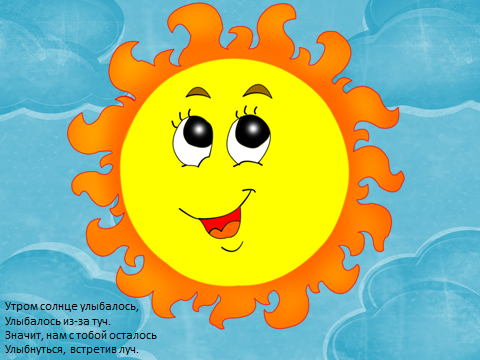 Утром солнце улыбалось,
Улыбалось из-за туч.
Значит, нам с тобой осталось
Улыбнуться, встретив луч.